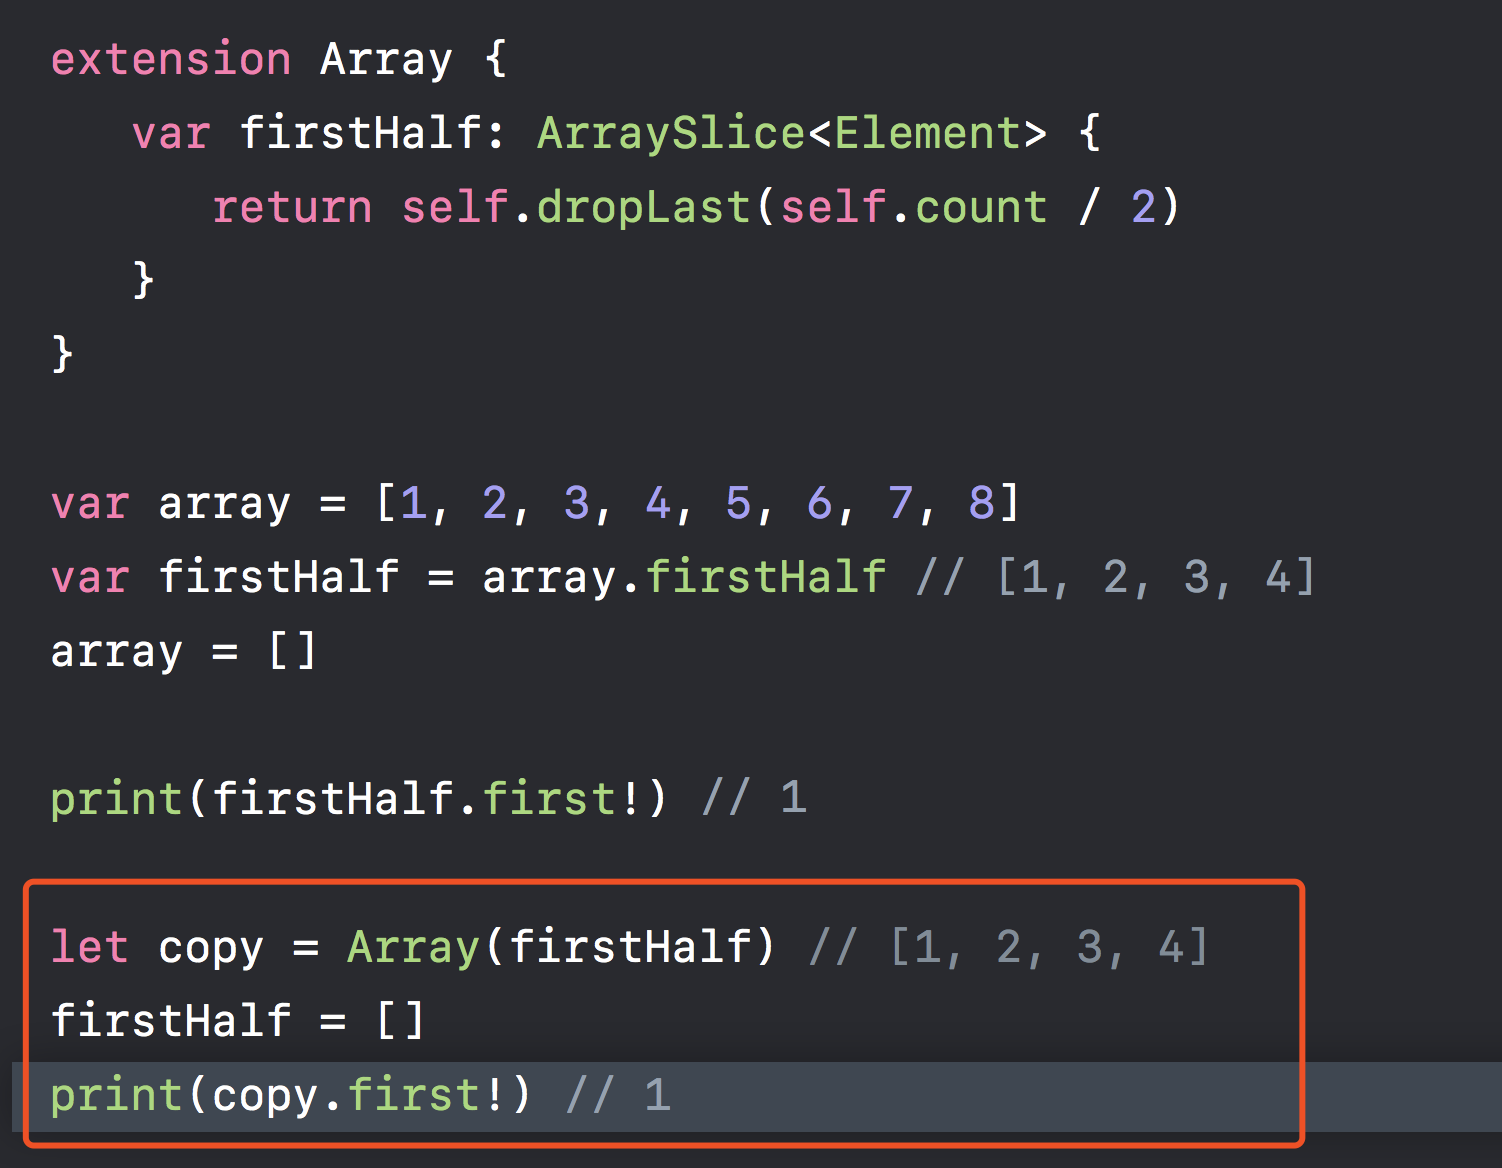 extension Array {
   var firstHalf: ArraySlice<Element> {
      return self.dropLast(self.count / 2)
   }
}
var array = [1, 2, 3, 4, 5, 6, 7, 8]
var firstHalf = array.firstHalf // [1, 2, 3, 4]
array = []
print(firstHalf.first!) // 1
let copy = Array(firstHalf) // [1, 2, 3, 4]
firstHalf = []
print(copy.first!) // 1